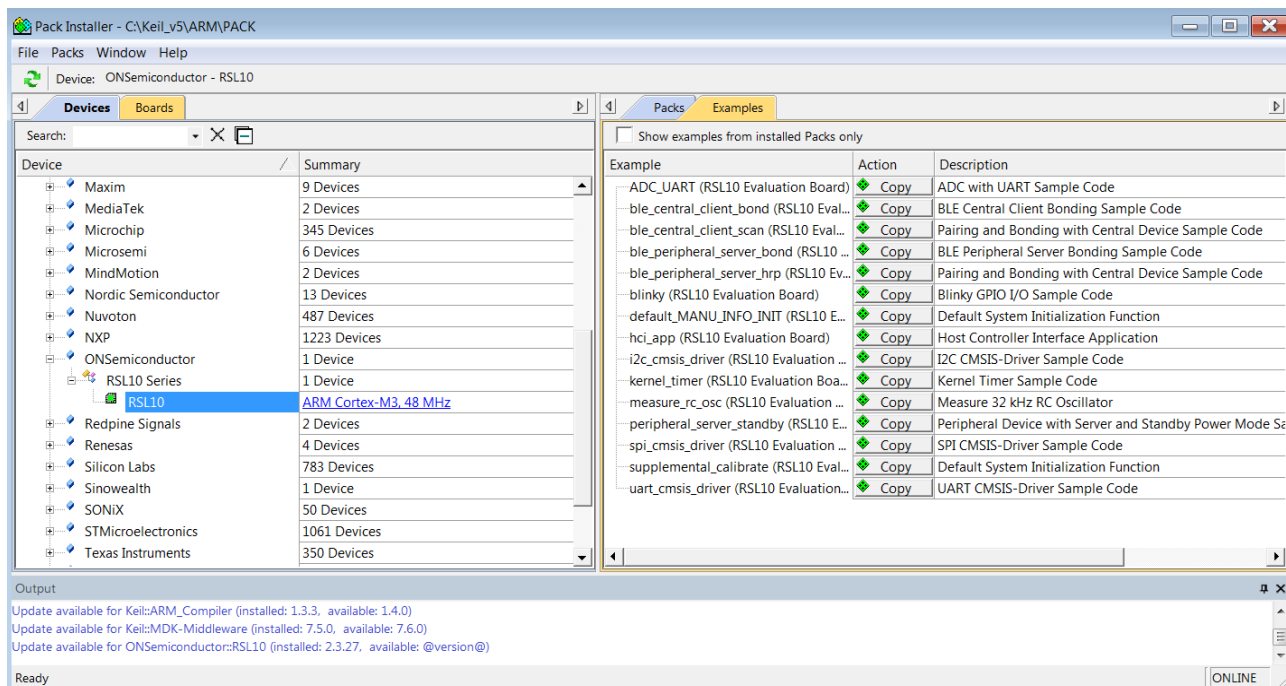 Pack Installer - C:\Keil_v5\ARM\PACK
File Packs Window Help
Device: ONSemiconductor - RSL10
Devices Boards
Search:
Device Summary
Maxim 9 Devices
MediaTek 2 Devices
Microchip 345 Devices
Microsemi 6 Devices
MindMotion 2 Devices
Nordic Semiconductor 13 Devices
Nuvoton 487 Devices
NXP 1223 Devices
ONSemiconductor 1 Device
RSL10 Series 1 Device
RSL10 ARM Cortex-M3, 48 MHz
Redpine Signals 2 Devices
Renesas 4 Devices
Silicon Labs 783 Devices
Sinowealth 1 Device
SONiX 50 Devices
STMicroelectronics 1061 Devices
Texas Instruments 350 Devices
Packs Examples
Show examples from installed Packs only
Example Action Description
ADC_UART (RSL10 Evaluation Board) Copy ADC with UART Sample Code
ble_central_client_bond (RSL10 Eval... Copy BLE Central Client Bonding Sample Code
ble_central_client_scan (RSL10 Eval... Copy Pairing and Bonding with Central Device Sample Code
ble_peripheral_server_bond (RSL10 ... Copy BLE Peripheral Server Bonding Sample Code
ble_peripheral_server_hrp (RSL10 Ev... Copy Pairing and Bonding with Central Device Sample Code
blinky (RSL10 Evaluation Board) Copy Blinky GPIO I/O Sample Code
default_MANU_INFO_INIT (RSL10 E... Copy Default System Initialization Function
hci_app (RSL10 Evaluation Board) Copy Host Controller Interface Application
i2c_cmsis_driver (RSL10 Evaluation ... Copy I2C CMSIS-Driver Sample Code
kernel_timer (RSL10 Evaluation Boa... Copy Kernel Timer Sample Code
measure_rc_osc (RSL10 Evaluation ... Copy Measure 32 kHz RC Oscillator
peripheral_server_standby (RSL10 E... Copy Peripheral Device with Server and Standby Power Mode Sa
spi_cmsis_driver (RSL10 Evaluation ... Copy SPI CMSIS-Driver Sample Code
supplemental_calibrate (RSL10 Eval... Copy Default System Initialization Function
uart_cmsis_driver (RSL10 Evaluation... Copy UART CMSIS-Driver Sample Code
Output
Update available for Keil::ARM_Compiler (installed: 1.3.3, available: 1.4.0)
Update available for Keil::MDK-Middleware (installed: 7.5.0, available: 7.6.0)
Update available for ONSemiconductor::RSL10 (installed: 2.3.27, available: @version@)
Ready ONLINE